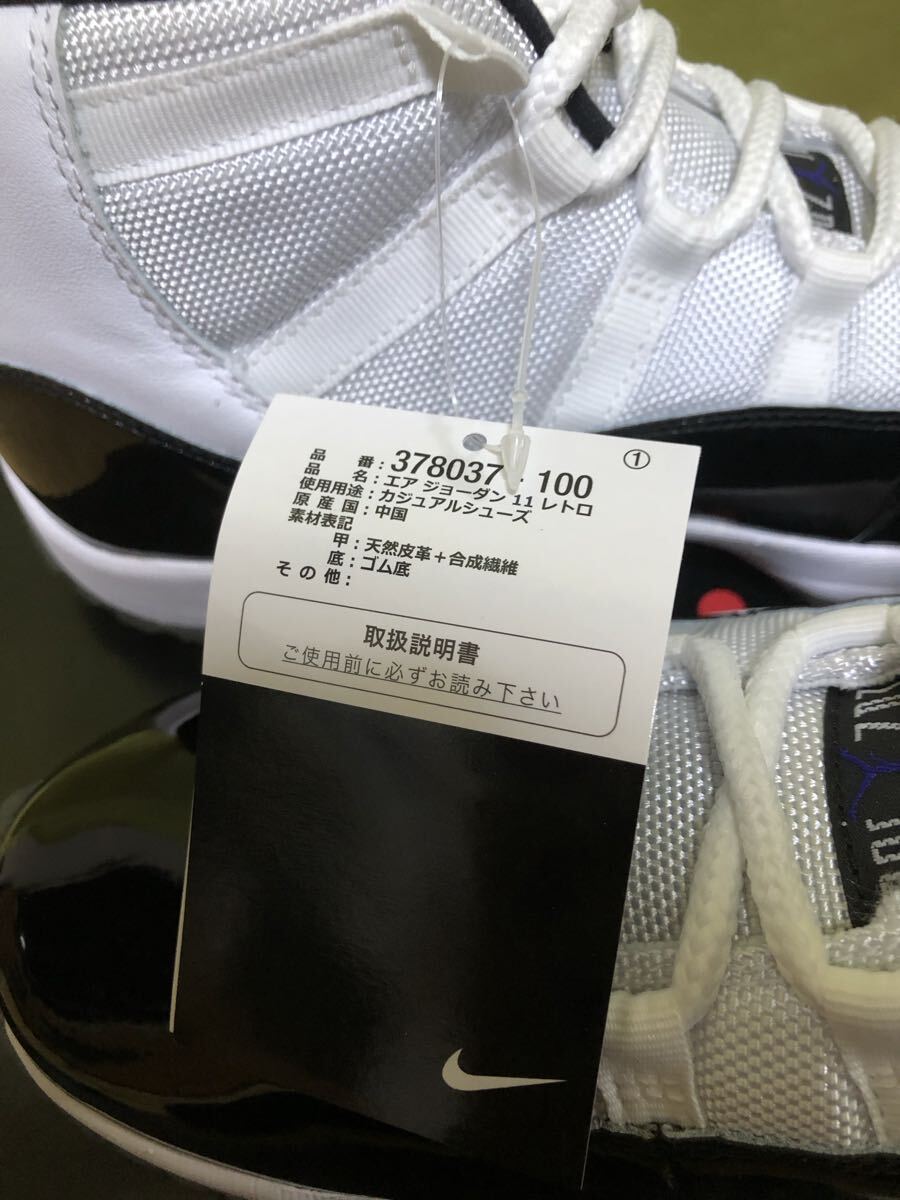 ①
品番:378037-100
品名:エア ジョーダン 11 レトロ
使用用途:カジュアルシューズ
原産国:中国
素材表記
甲:天然皮革+合成繊維
底:ゴム底
その他:
取扱説明書
ご使用前に必ずお読み下さい